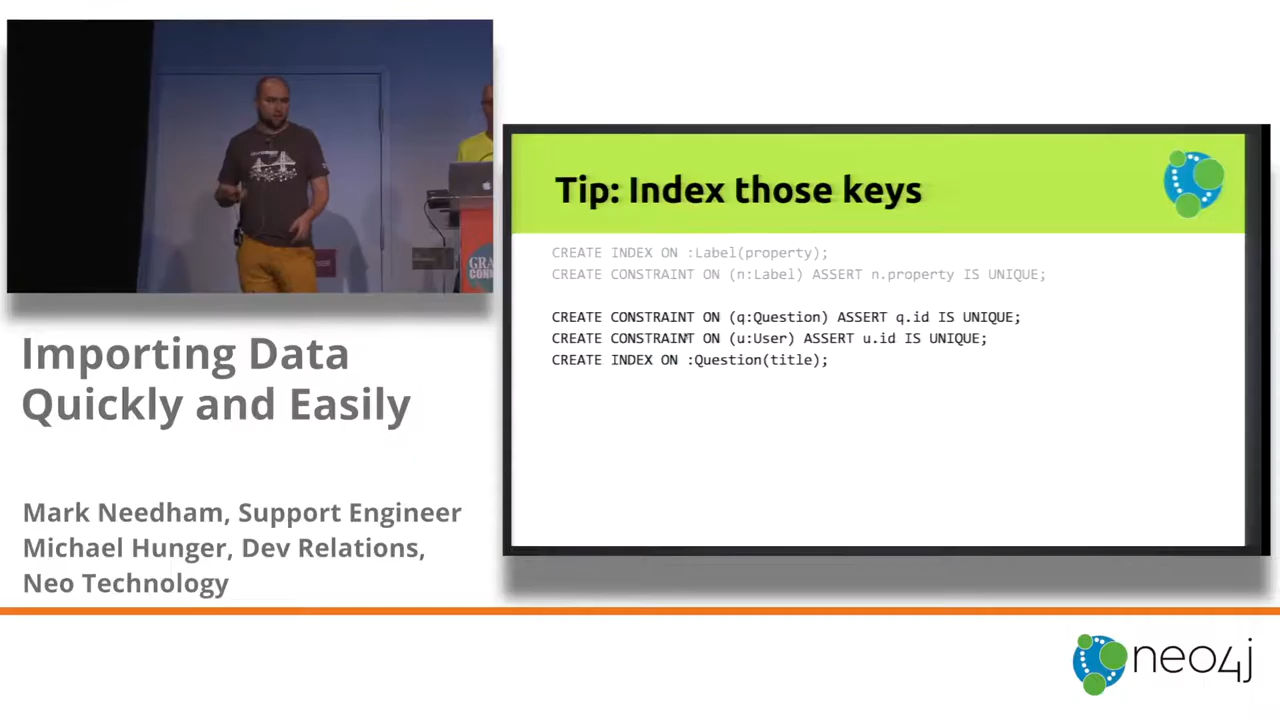 Importing Data
Quickly and Easily
Mark Needham, Support Engineer
Michael Hunger, Dev Relations,
Neo Technology
Tip: Index those keys
CREATE INDEX ON :Label(property);
CREATE CONSTRAINT ON (n:Label) ASSERT n.property IS UNIQUE;
CREATE CONSTRAINT ON (q:Question) ASSERT q.id IS UNIQUE;
CREATE CONSTRAINT ON (u:User) ASSERT u.id IS UNIQUE;
CREATE INDEX ON :Question(title);
neo4j